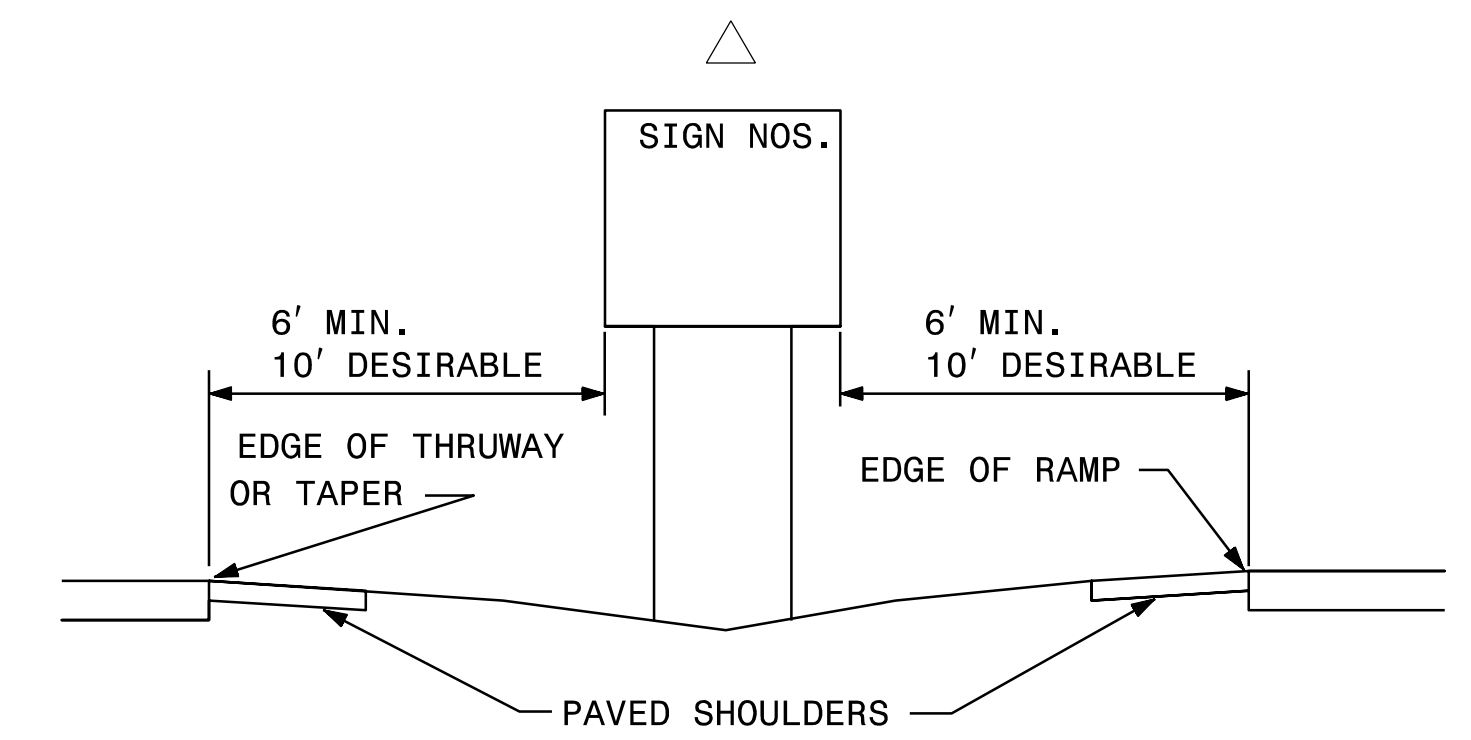 SIGN NOS.
6' MIN.
10' DESIRABLE
6' MIN.
10' DESIRABLE
EDGE OF THRUWAY
OR TAPER
EDGE OF RAMP
PAVED SHOULDERS